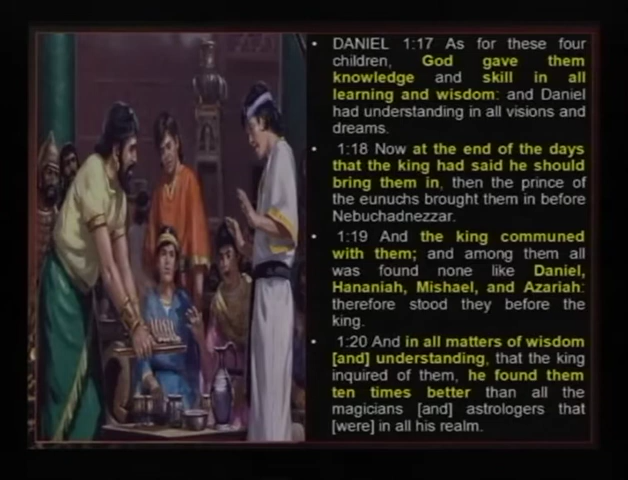 • DANIEL 1:17 As for these four
children, God gave them
knowledge and skill in all
learning and wisdom: and Daniel
had understanding in all visions and
dreams.
• 1:18 Now at the end of the days
that the king had said he should
bring them in, then the prince of
the eunuchs brought them in before
Nebuchadnezzar.
• 1:19 And the king communed
with them; and among them all
was found none like Daniel,
Hananiah, Mishael, and Azariah:
therefore stood they before the
king.
• 1:20 And in all matters of wisdom
[and] understanding, that the king
inquired of them, he found them
ten times better than all the
magicians [and] astrologers that
[were] in all his realm.